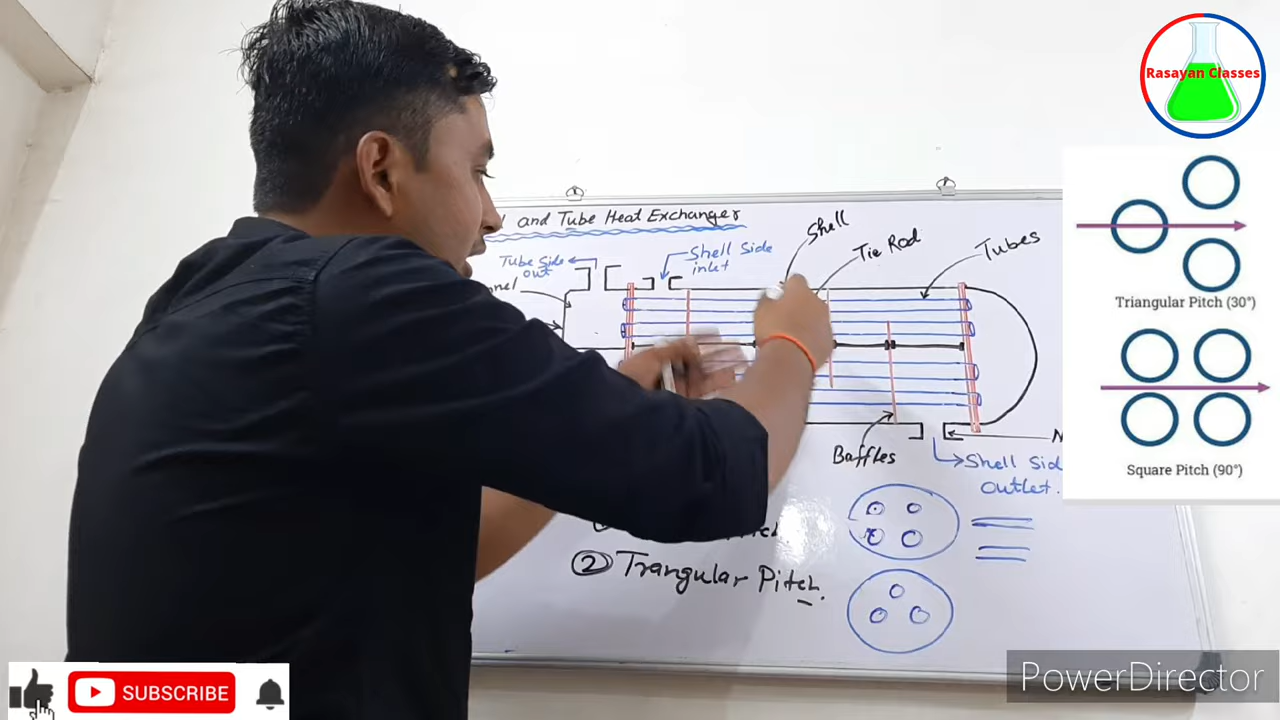 Rasayan Classes
and Tube Heat Exchanger
Shell
Tie Rod
Tubes
Tube Side
out
Shell Side
inlet
Triangular Pitch (30°)
Baffles
Shell Sid
Outlet.
Square Pitch (90°)
② Trangular Pitch.
SUBSCRIBE
PowerDirector